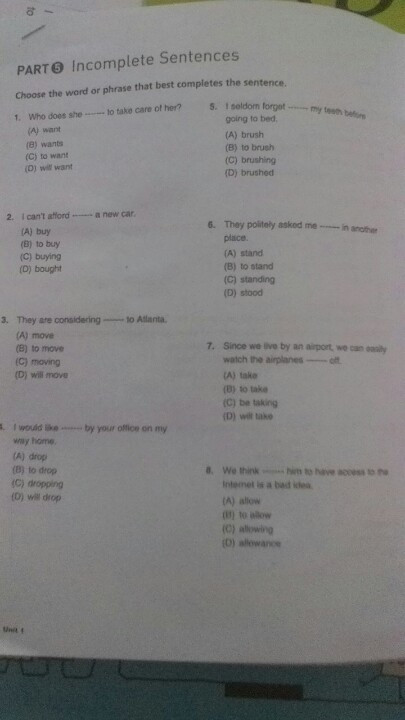 PART 5 Incomplete Sentences
Choose the word or phrase that best completes the sentence.
1. Who does she ------ to take care of her?
(A) want
(B) wants
(C) to want
(D) will want
2. I can't afford ------ a new car.
(A) buy
(B) to buy
(C) buying
(D) bought
3. They are considering ------ to Atlanta.
(A) move
(B) to move
(C) moving
(D) will move
I would like ------ by your office on my
way home.
(A) drop
(B) to drop
(C) dropping
(D) will drop
5. I seldom forget ------ my teeth before
going to bed.
(A) brush
(B) to brush
(C) brushing
(D) brushed
6. They politely asked me ------ in another
place.
(A) stand
(B) to stand
(C) standing
(D) stood
7. Since we live by an airport, we can easily
watch the airplanes ------ off.
(A) take
(B) to take
(C) be taking
(D) will take
8. We think ------ him to have access to the
Internet is a bad idea.
(A) allow
(B) to allow
(C) allowing
(D) allowance
Unit 1